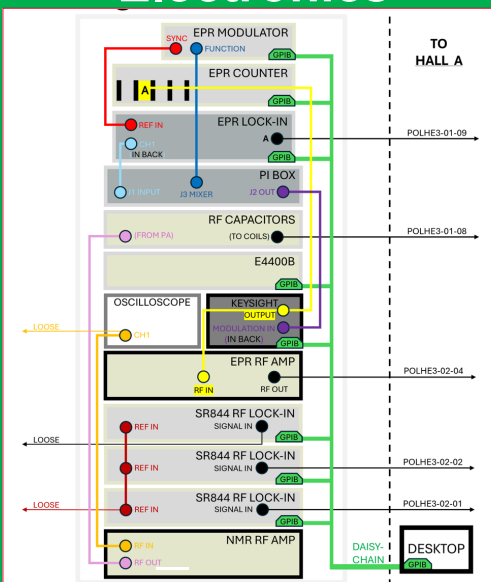 Electronics
EPR MODULATOR
SYNC
FUNCTION
GPIB
TO
HALL A
EPR COUNTER
A
GPIB
EPR LOCK-IN
REF IN
A
POLHE3-01-09
CH1
IN BACK
GPIB
PI BOX
J1 INPUT
J3 MIXER
J2 OUT
RF CAPACITORS
(FROM PA)
(TO COILS)
POLHE3-01-08
E4400B
GPIB
OSCILLOSCOPE
KEYSIGHT
OUTPUT
LOOSE
CH1
MODULATION IN
(IN BACK)
GPIB
EPR RF AMP
POLHE3-02-04
RF IN
RF OUT
SR844 RF LOCK-IN
REF IN
SIGNAL IN
LOOSE
GPIB
SR844 RF LOCK-IN
REF IN
SIGNAL IN
POLHE3-02-02
GPIB
SR844 RF LOCK-IN
LOOSE
REF IN
SIGNAL IN
POLHE3-02-01
GPIB
NMR RF AMP
RF IN
RF OUT
DAISY-
CHAIN
DESKTOP
GPIB